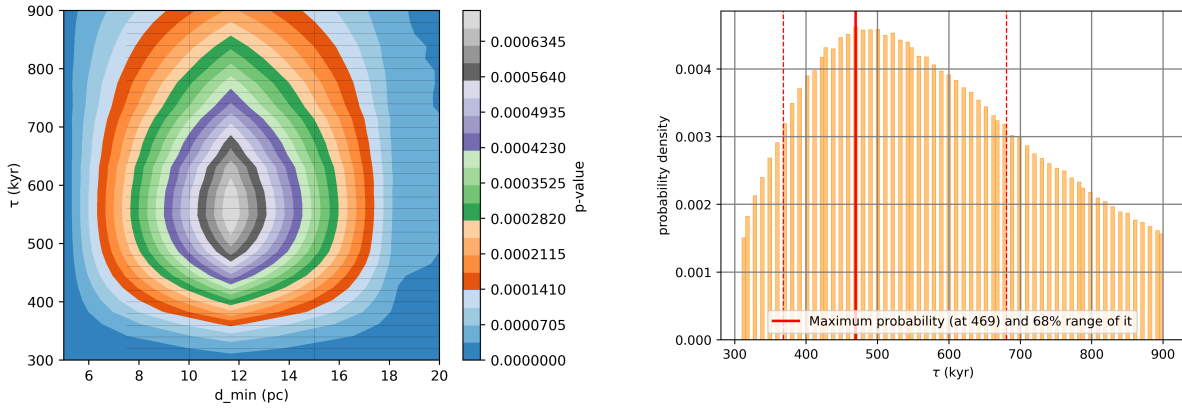 900
800
700
600
500
400
300
τ (kyr)
6 8 10 12 14 16 18 20
d_min (pc)
0.0006345
0.0005640
0.0004935
0.0004230
0.0003525
0.0002820
0.0002115
0.0001410
0.0000705
0.0000000
p-value
0.004
0.003
0.002
0.001
0.000
probability density
Maximum probability (at 469) and 68% range of it
300 400 500 600 700 800 900
τ (kyr)